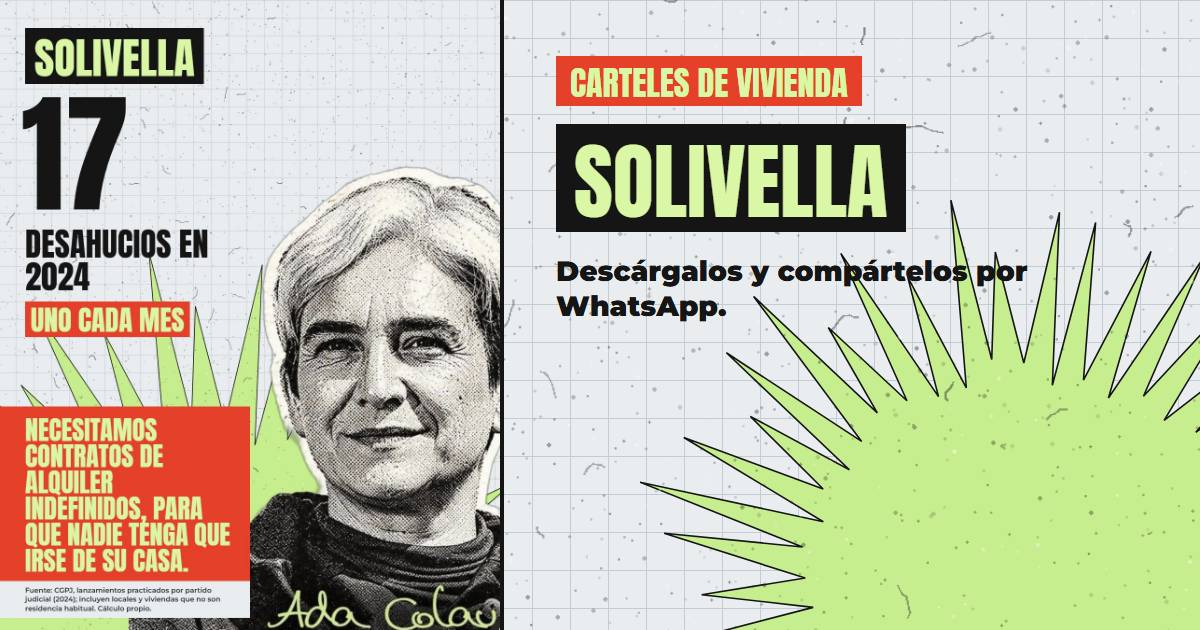 SOLIVELLA
17
DESAHUCIOS EN
2024
UNO CADA MES
NECESITAMOS
CONTRATOS DE
ALQUILER
INDEFINIDOS, PARA
QUE NADIE TENGA QUE
IRSE DE SU CASA.
Fuente: CGPJ, lanzamientos practicados por partido
judicial (2024); incluyen locales y viviendas que no son
residencia habitual. Cálculo propio.
Ada Colau
CARTELES DE VIVIENDA
SOLIVELLA
Descárgalos y compártelos por
WhatsApp.